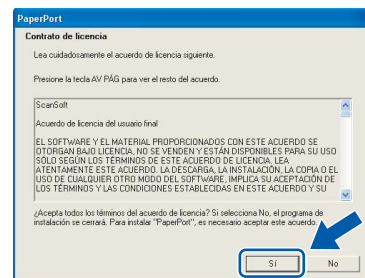 PaperPort
Contrato de licencia
Lea cuidadosamente el acuerdo de licencia siguiente.
Presione la tecla AV PÁG para ver el resto del acuerdo.
ScanSoft
Acuerdo de licencia del usuario final
EL SOFTWARE Y EL MATERIAL PROPORCIONADOS CON ESTE ACUERDO SE
OTORGAN BAJO LICENCIA, NO SE VENDEN Y ESTÁN DISPONIBLES PARA SU USO
SÓLO SEGÚN LOS TÉRMINOS DE ESTE ACUERDO DE LICENCIA. LEA
ATENTAMENTE ESTE ACUERDO. LA DESCARGA, LA INSTALACIÓN, LA COPIA O EL
USO DE CUALQUIER OTRO MODO DEL SOFTWARE, IMPLICA SU ACEPTACIÓN DE
LOS TÉRMINOS Y LAS CONDICIONES ESTABLECIDAS EN ESTE ACUERDO Y SU
¿Acepta todos los términos del acuerdo de licencia? Si selecciona No, el programa de
instalación se cerrará. Para instalar "PaperPort", es necesario aceptar este acuerdo.
Sí
No